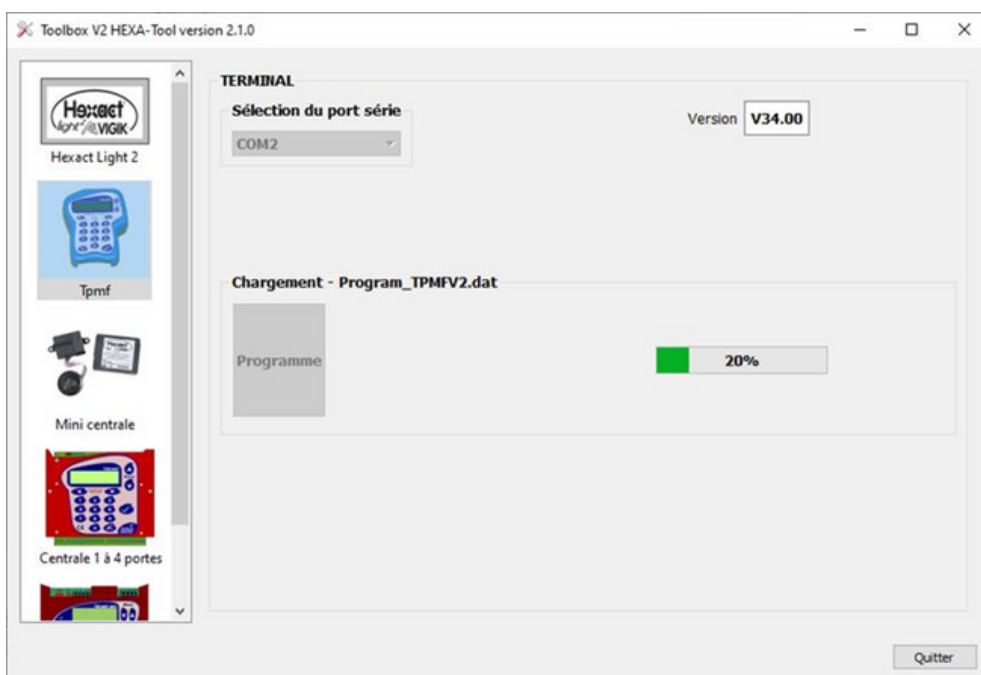 Toolbox V2 HEXA-Tool version 2.1.0
Hexact
light VIGIK
Hexact Light 2
Tpmf
Mini centrale
Centrale 1 à 4 portes
TERMINAL
Sélection du port série
COM2
Version V34.00
Chargement - Program_TPMFV2.dat
Programme
20%
Quitter